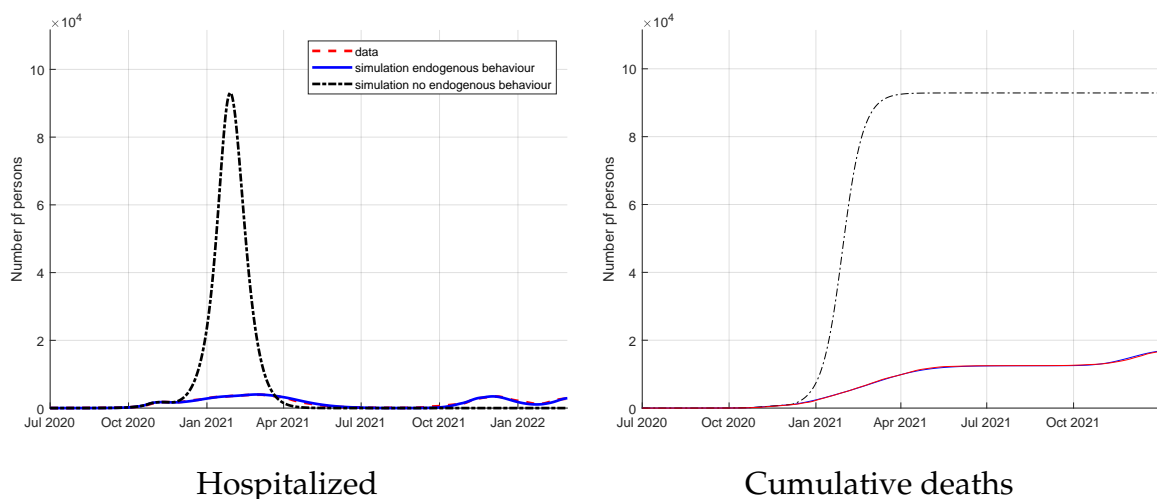 ×10⁴
10
8
6
4
2
0
Number pf persons
Jul 2020 Oct 2020 Jan 2021 Apr 2021 Jul 2021 Oct 2021 Jan 2022
data
simulation endogenous behaviour
simulation no endogenous behaviour
Hospitalized
×10⁴
10
8
6
4
2
0
Number pf persons
Jul 2020 Oct 2020 Jan 2021 Apr 2021 Jul 2021 Oct 2021
Cumulative deaths